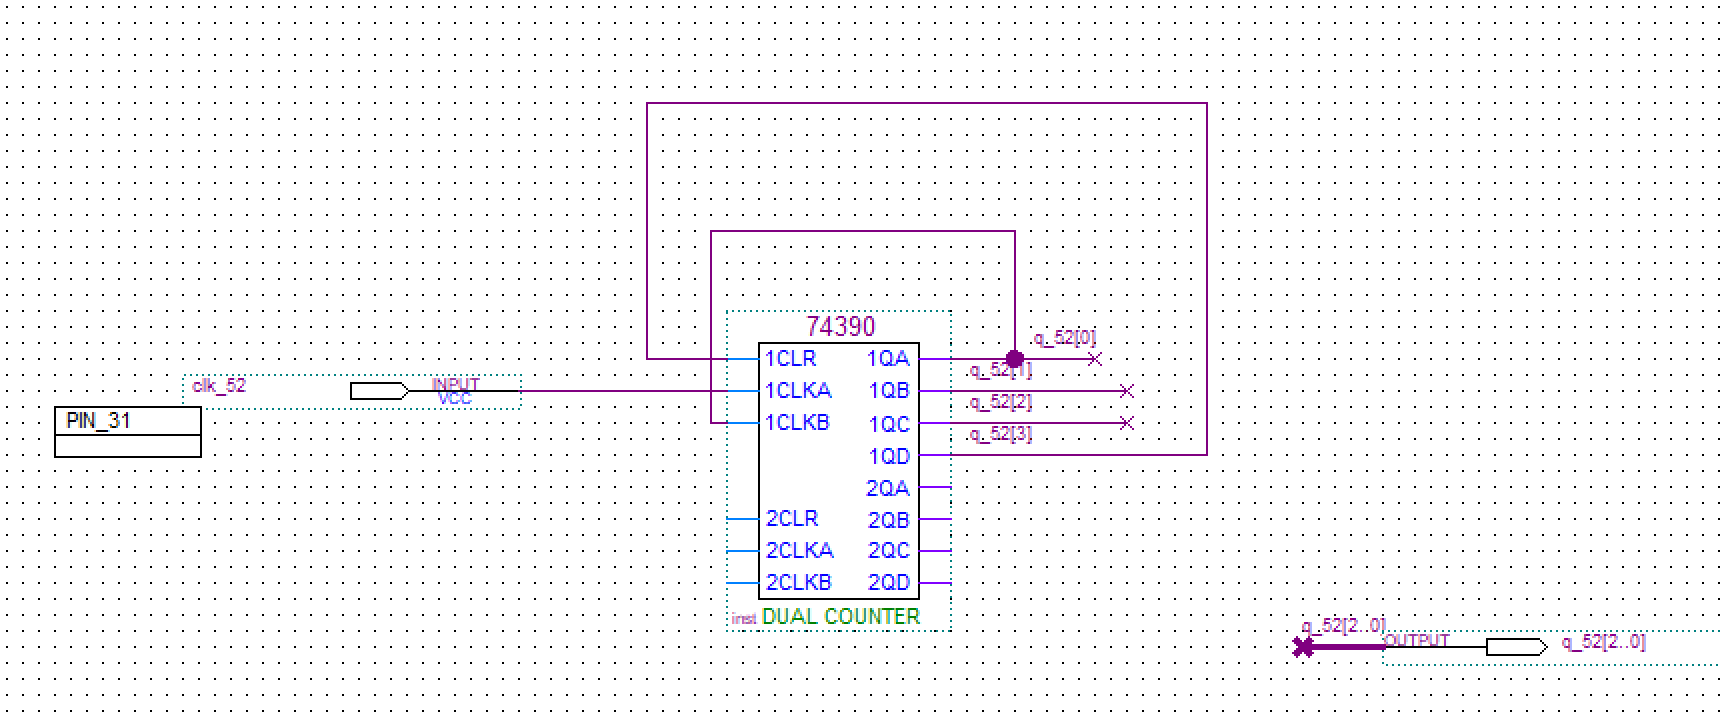 q_52[0]
74390
1CLR 1QA
q_52[1]
clk_52 INPUT
VCC
1CLKA 1QB
q_52[2]
PIN_31
1CLKB 1QC
q_52[3]
1QD
2QA
2CLR 2QB
2CLKA 2QC
2CLKB 2QD
inst DUAL COUNTER
q_52[2..0]
OUTPUT q_52[2..0]